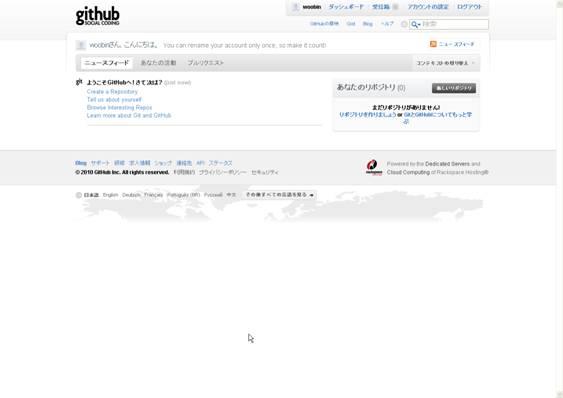 github
SOCIAL CODING
woobin ダッシュボード 受信箱 0 アカウントの設定 ログアウト
GitHubの探検 Gist Blog ヘルプ 検索
woobinさん、こんにちは。 You can rename your account only once, so make it count!
ニュースフィード
ニュースフィード あなたの活動 プルリクエスト
コンテキストの切り替え
ようこそGitHubへ! さて次は? (just now)
Create a Repository
Tell us about yourself
Browse Interesting Repos
Learn more about Git and GitHub
あなたのリポジトリ (0) 新しいリポジトリ
まだリポジトリがありません!
リポジトリを作りましょう or GitとGitHubについてもっと学ぶ
Blog サポート 研修 求人情報 ショップ 連絡先 API ステータス
© 2010 GitHub Inc. All rights reserved. 利用規約 プライバシーポリシー セキュリティ
rackspace
Powered by the Dedicated Servers and
Cloud Computing of Rackspace Hosting®
日本語 English Deutsch Français Português (BR) Русский 中文 その他すべての言語を見る